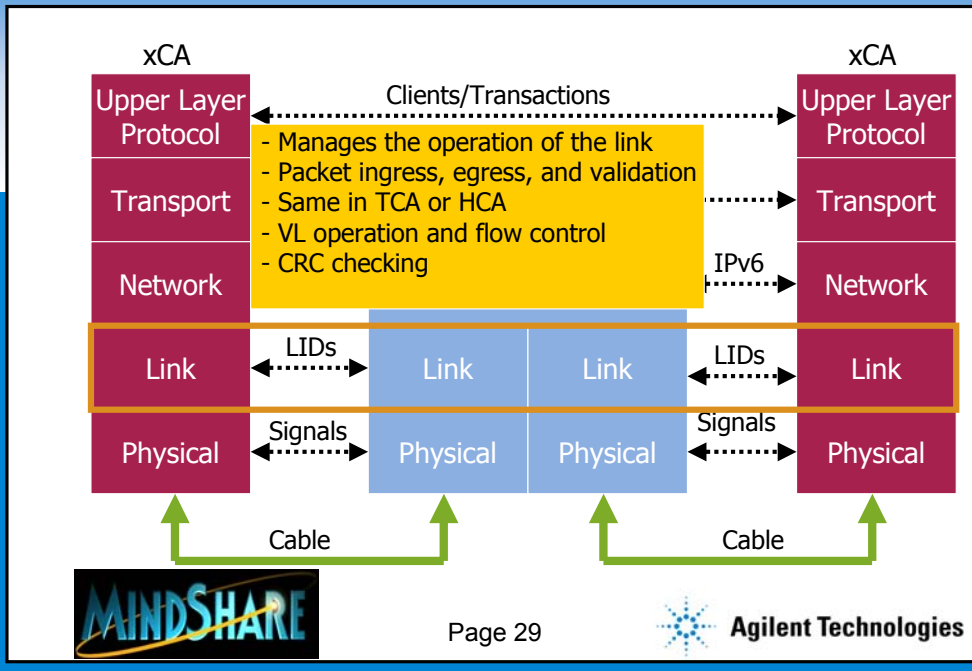 xCA
xCA
Upper Layer
Protocol
Clients/Transactions
Upper Layer
Protocol
- Manages the operation of the link
- Packet ingress, egress, and validation
- Same in TCA or HCA
- VL operation and flow control
- CRC checking
Transport
Transport
Network
IPv6
Network
Link
LIDs
Link
Link
LIDs
Link
Physical
Signals
Physical
Physical
Signals
Physical
Cable
Cable
MINDSHARE
Page 29
Agilent Technologies